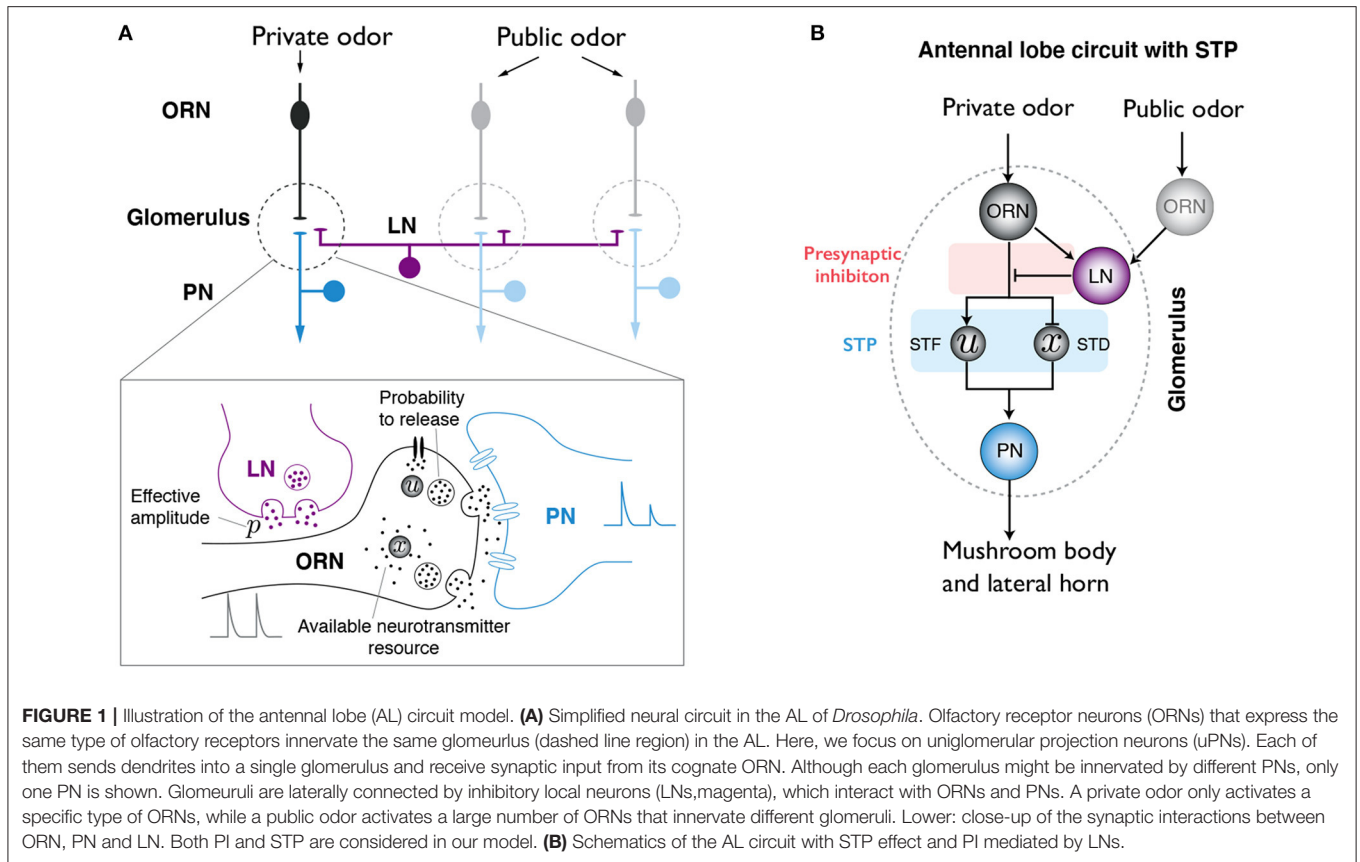 A
Private odor
Public odor
ORN
Glomerulus
LN
PN
Probability
to release
LN
Effective
amplitude
p
u
PN
x
ORN
Available neurotransmitter
resource
B
Antennal lobe circuit with STP
Private odor
Public odor
ORN
ORN
Presynaptic
inhibiton
LN
STP
STF
u
x
STD
Glomerulus
PN
Mushroom body
and lateral horn
FIGURE 1 | Illustration of the antennal lobe (AL) circuit model. (A) Simplified neural circuit in the AL of Drosophila. Olfactory receptor neurons (ORNs) that express the
same type of olfactory receptors innervate the same glomeurlus (dashed line region) in the AL. Here, we focus on uniglomerular projection neurons (uPNs). Each of
them sends dendrites into a single glomerulus and receive synaptic input from its cognate ORN. Although each glomerulus might be innervated by different PNs, only
one PN is shown. Glomeuruli are laterally connected by inhibitory local neurons (LNs,magenta), which interact with ORNs and PNs. A private odor only activates a
specific type of ORNs, while a public odor activates a large number of ORNs that innervate different glomeruli. Lower: close-up of the synaptic interactions between
ORN, PN and LN. Both PI and STP are considered in our model. (B) Schematics of the AL circuit with STP effect and PI mediated by LNs.